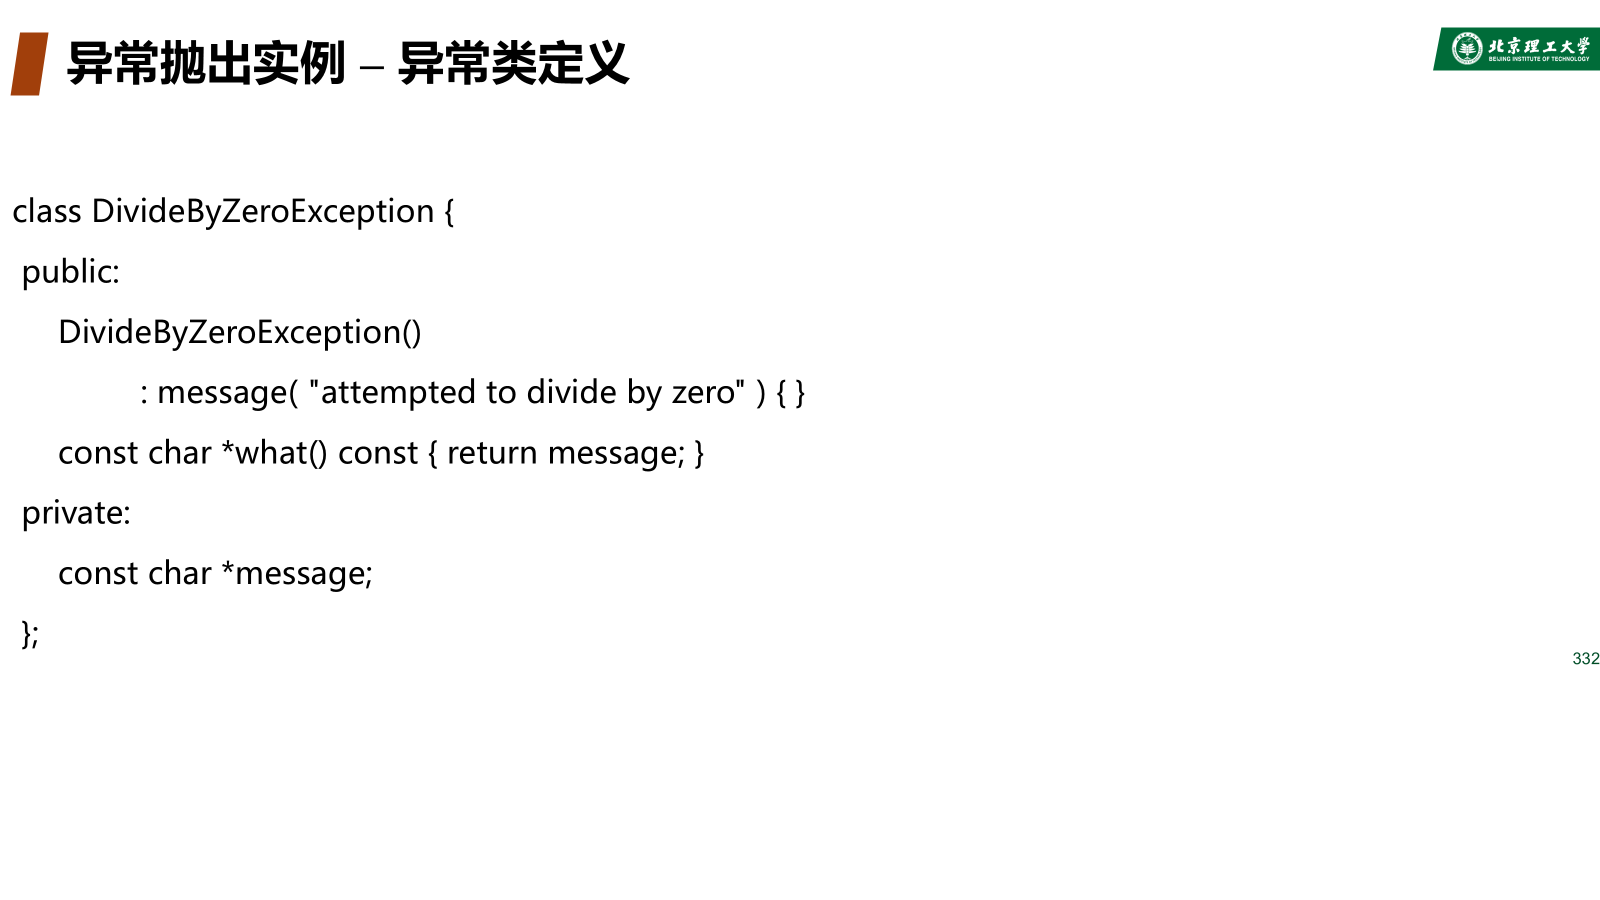 异常抛出实例 – 异常类定义
北京理工大学
BEIJING INSTITUTE OF TECHNOLOGY
class DivideByZeroException {
public:
DivideByZeroException()
: message( "attempted to divide by zero" ) { }
const char *what() const { return message; }
private:
const char *message;
};
332